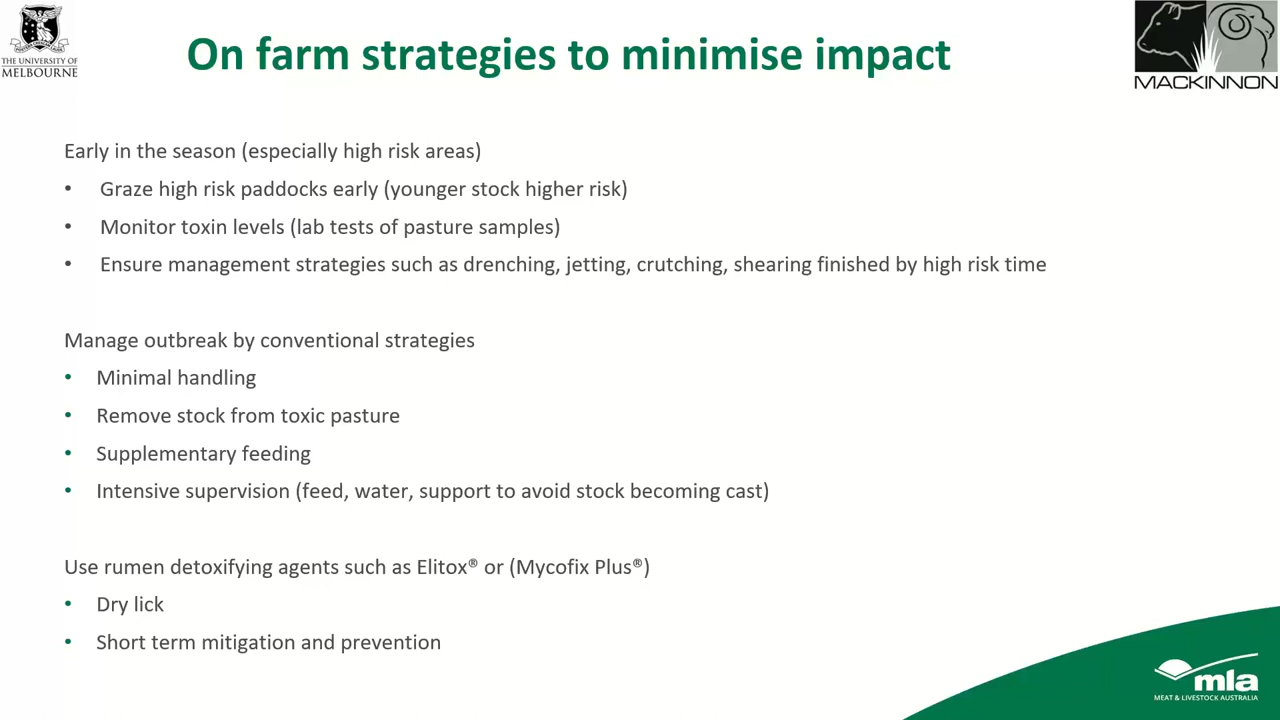 THE UNIVERSITY OF
MELBOURNE
On farm strategies to minimise impact
MACKINNON
Early in the season (especially high risk areas)
• Graze high risk paddocks early (younger stock higher risk)
• Monitor toxin levels (lab tests of pasture samples)
• Ensure management strategies such as drenching, jetting, crutching, shearing finished by high risk time
Manage outbreak by conventional strategies
• Minimal handling
• Remove stock from toxic pasture
• Supplementary feeding
• Intensive supervision (feed, water, support to avoid stock becoming cast)
Use rumen detoxifying agents such as Elitox® or (Mycofix Plus®)
• Dry lick
• Short term mitigation and prevention
mla
MEAT & LIVESTOCK AUSTRALIA